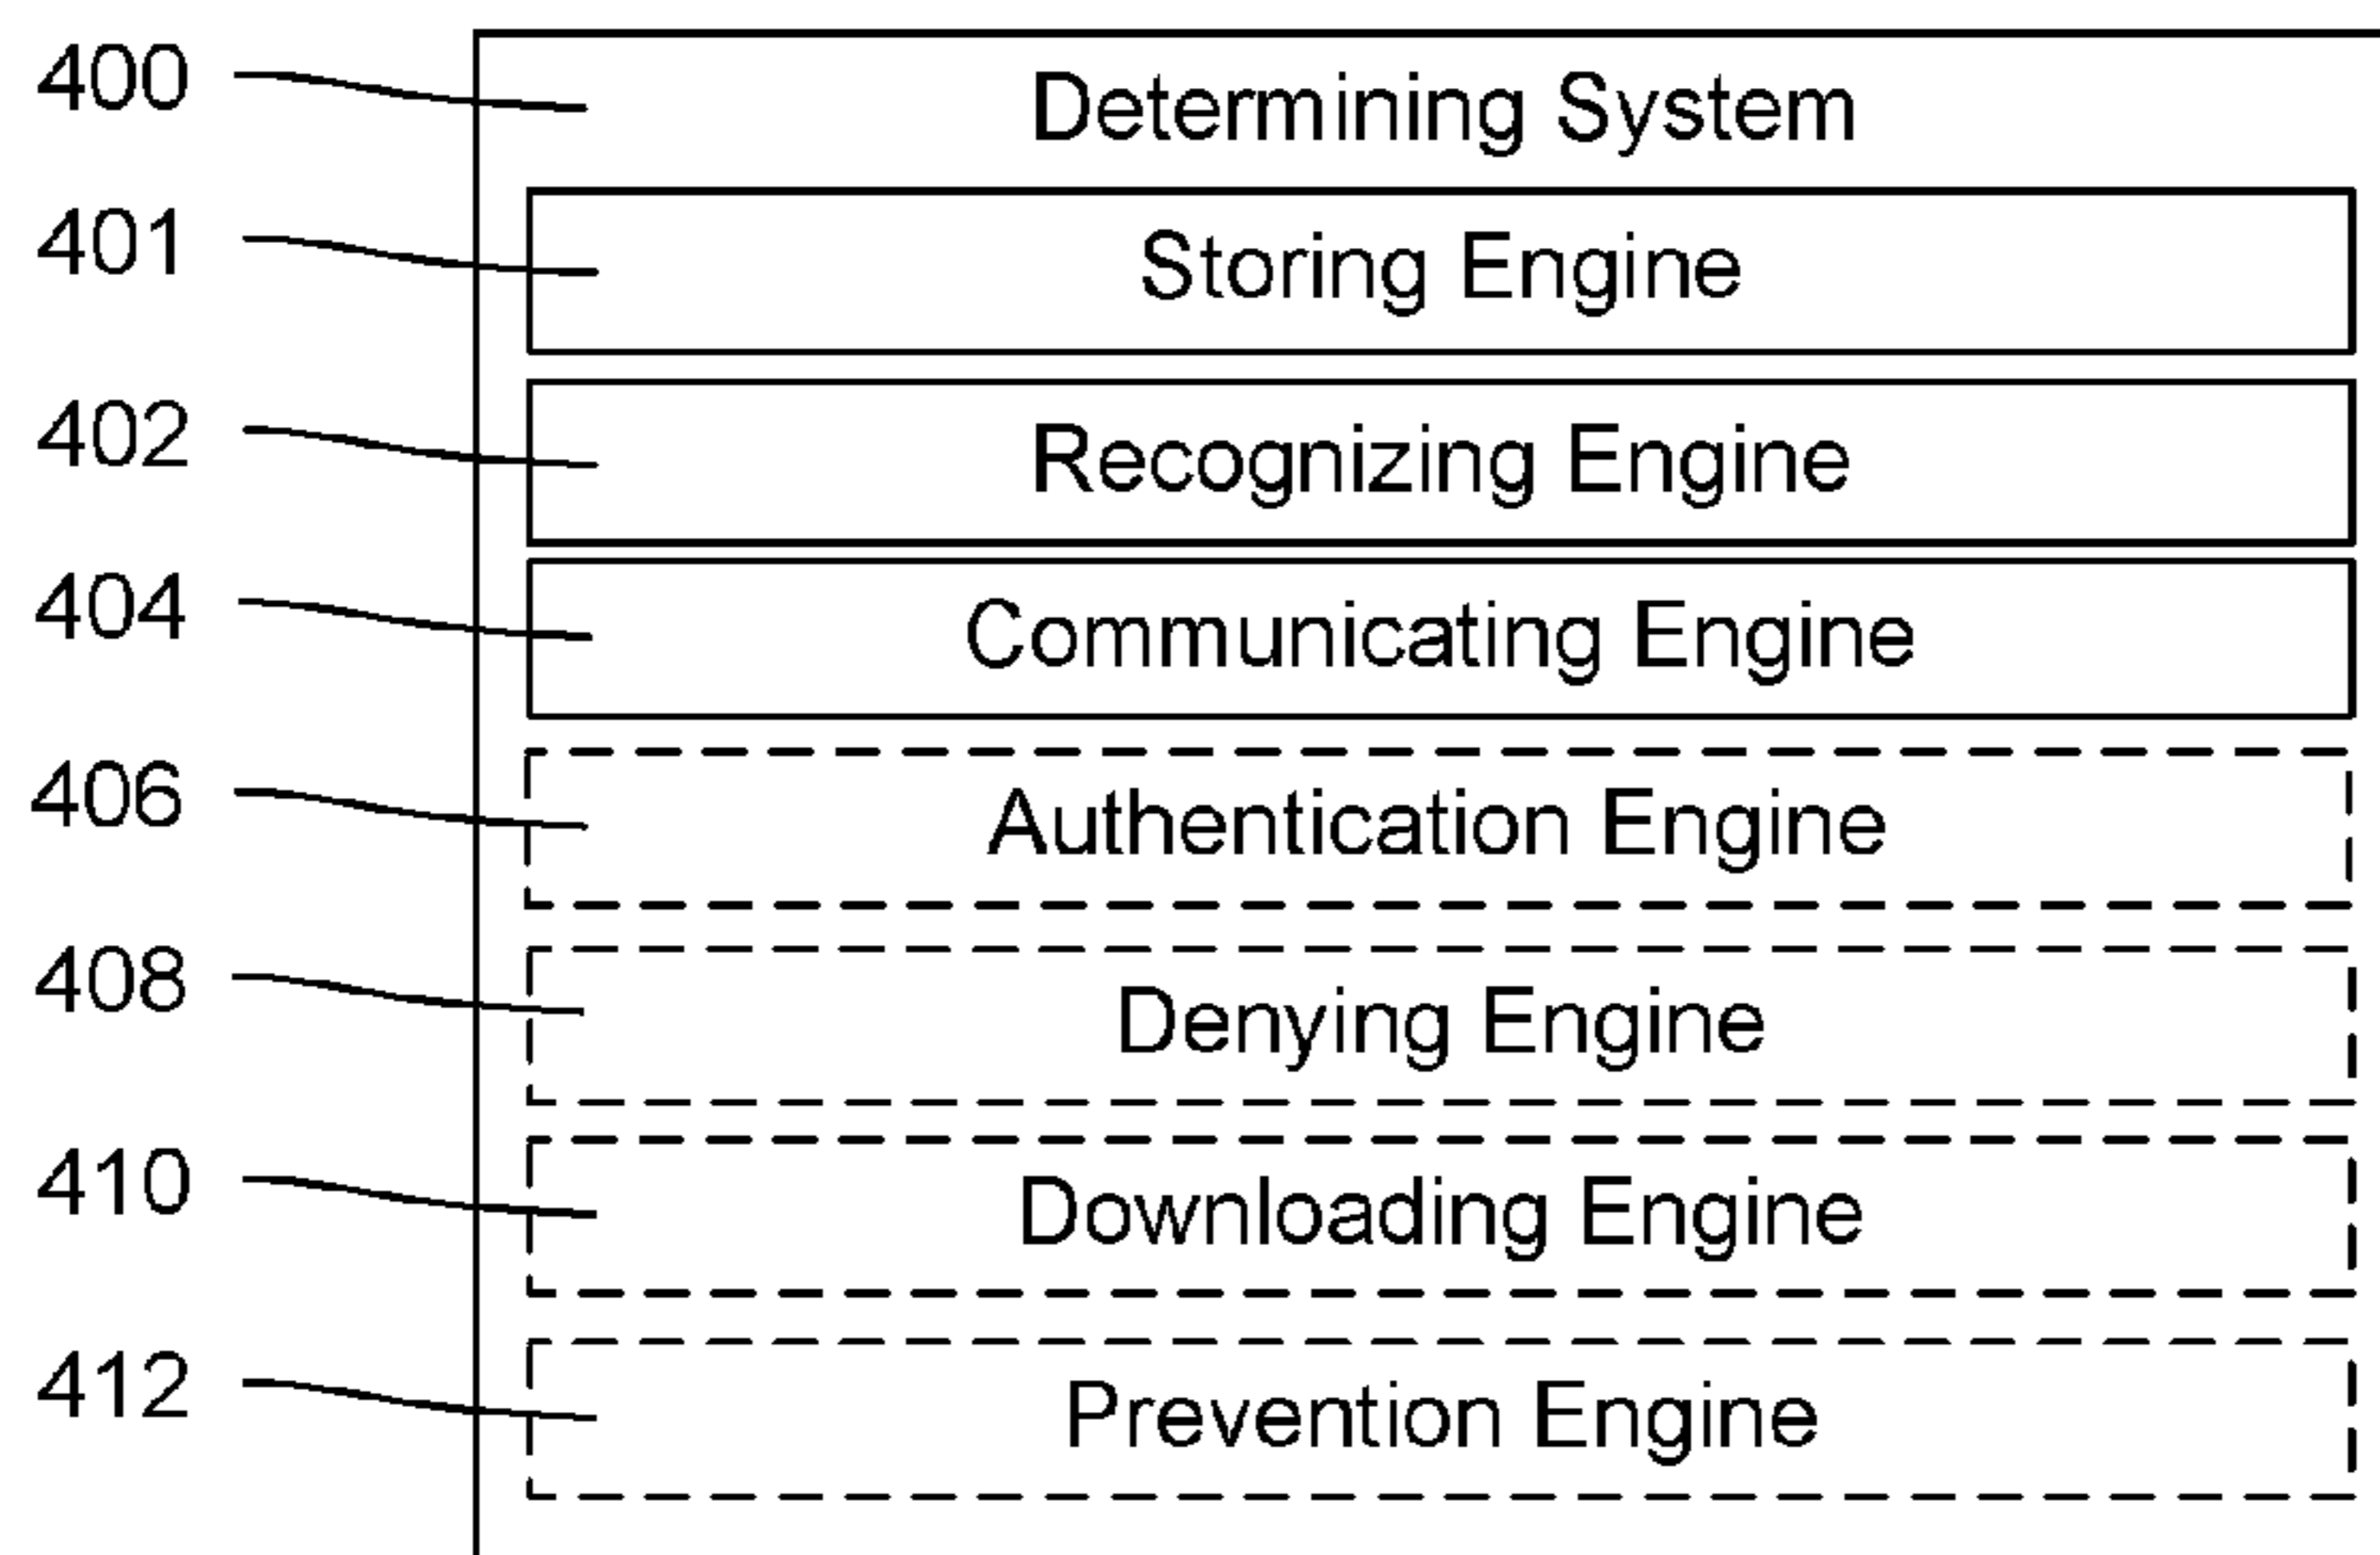 400 Determining System
401 Storing Engine
402 Recognizing Engine
404 Communicating Engine
406 Authentication Engine
408 Denying Engine
410 Downloading Engine
412 Prevention Engine